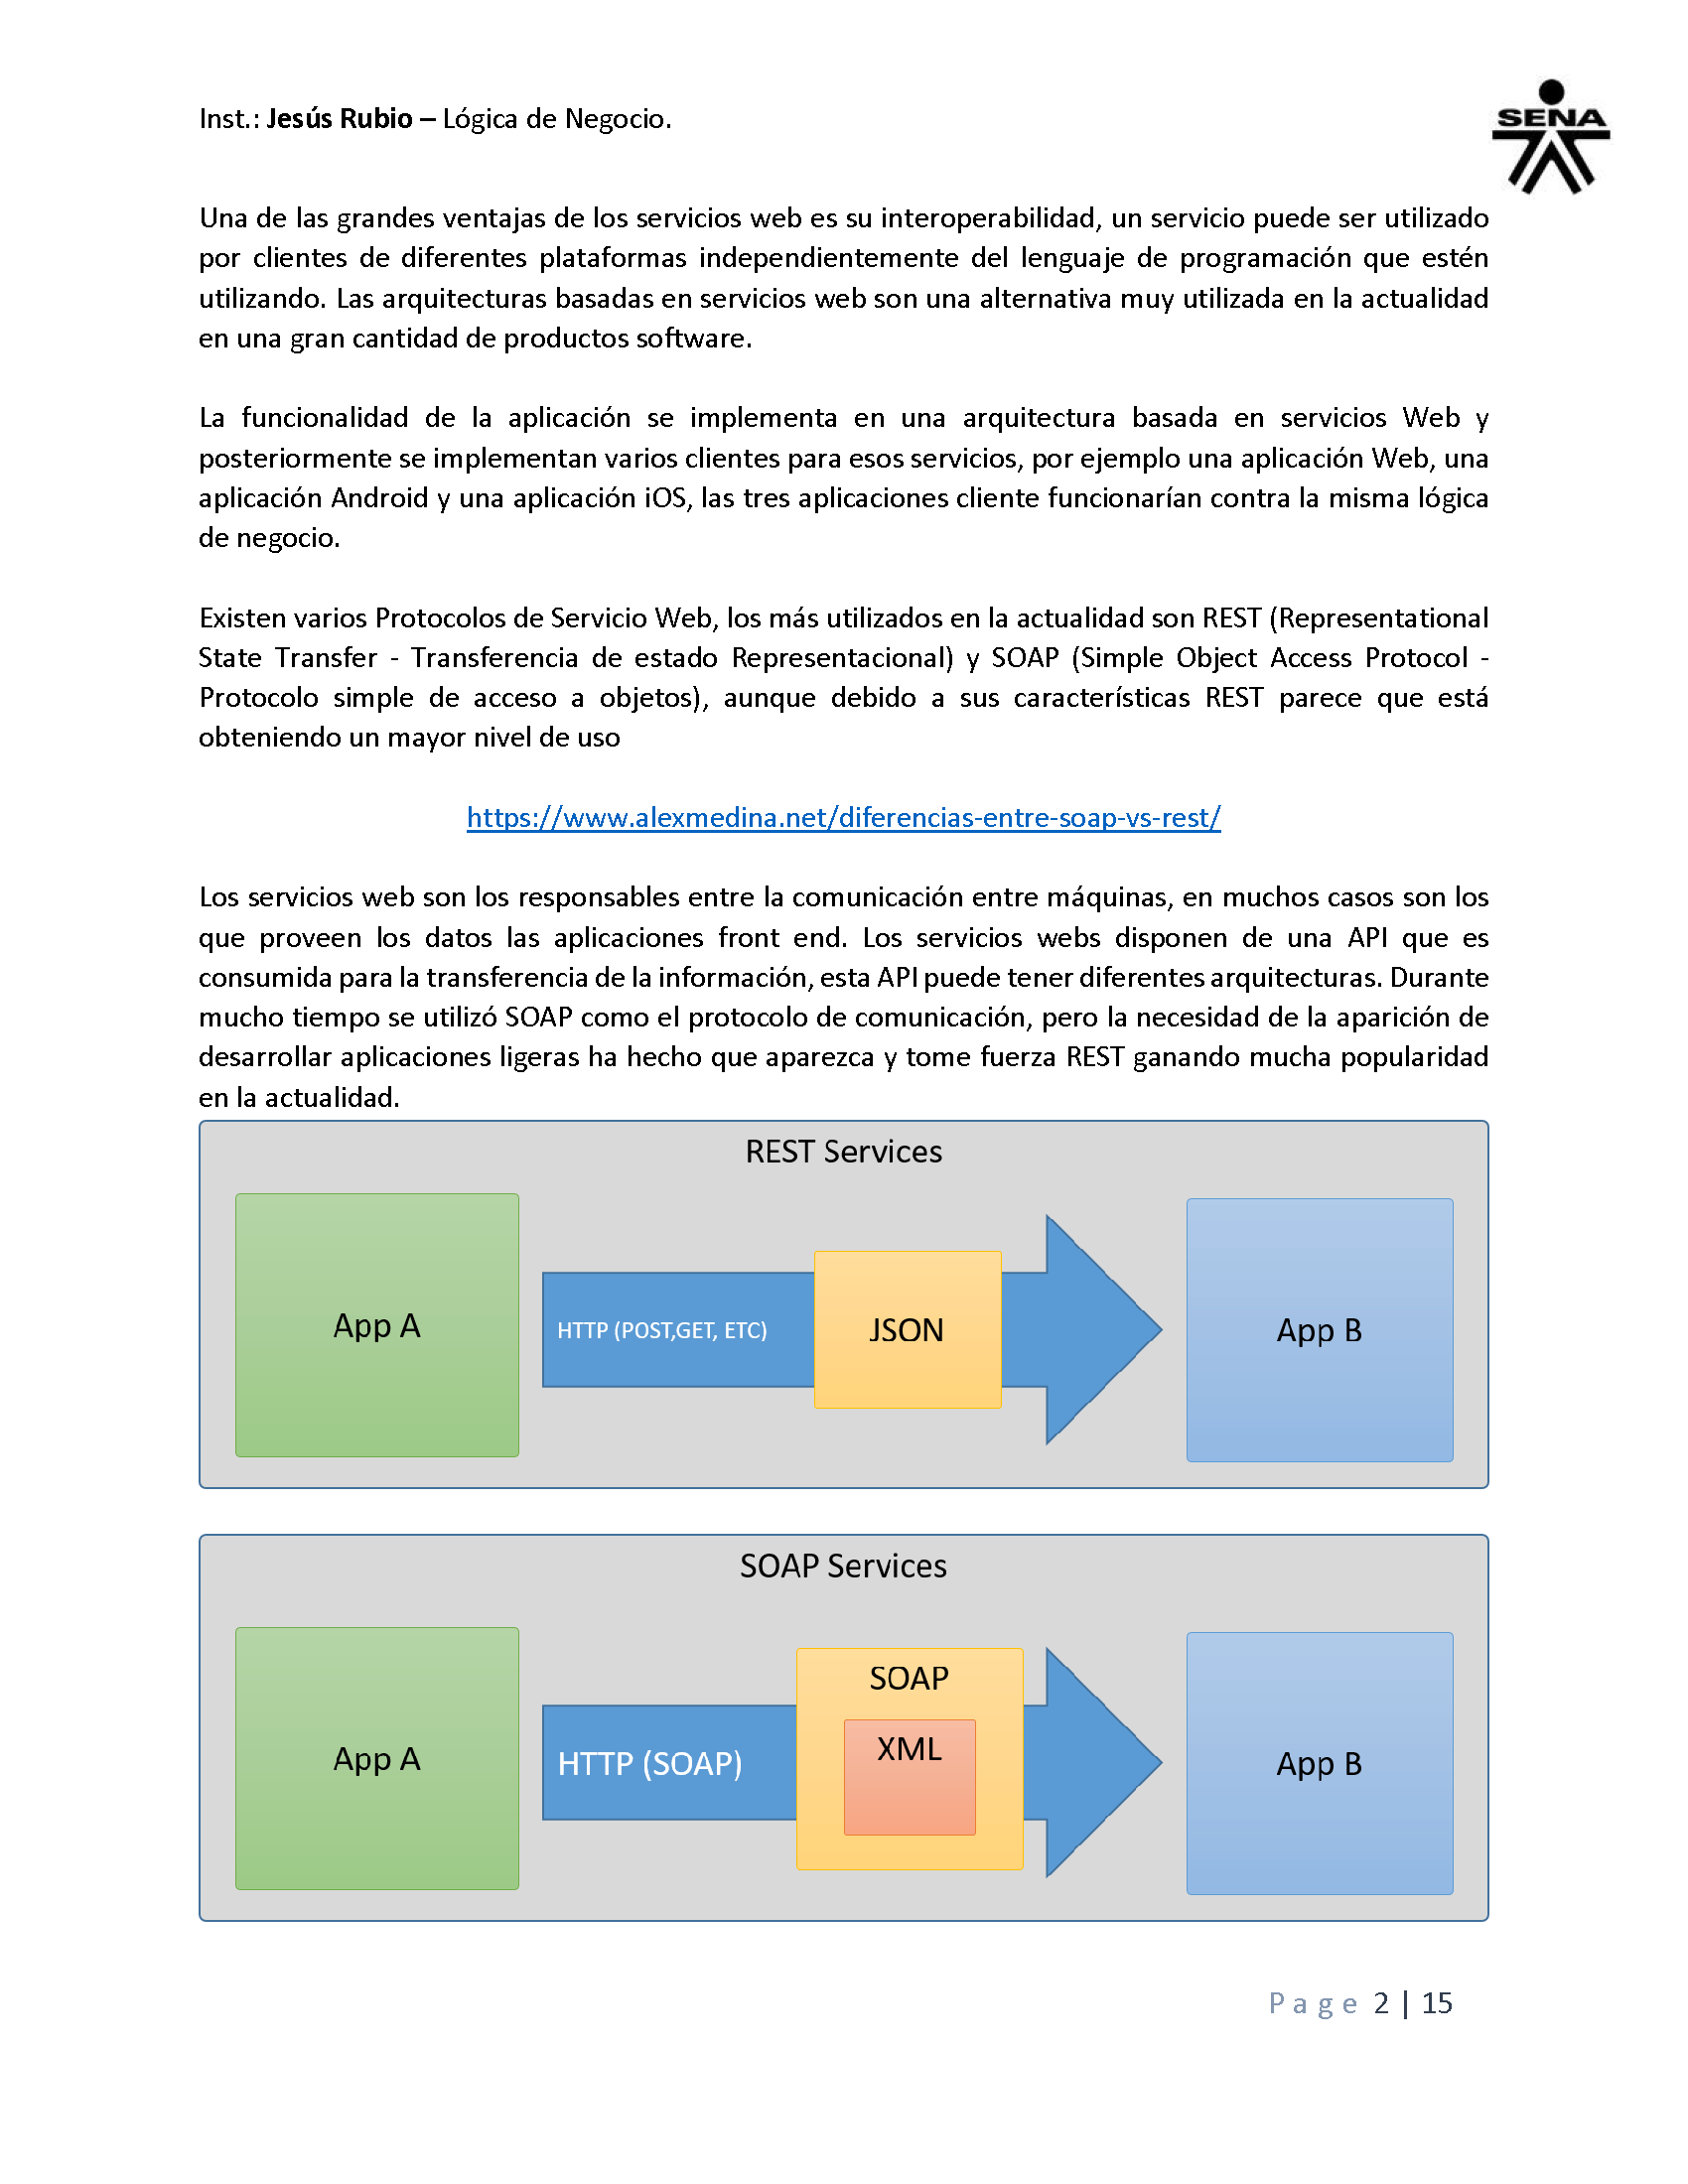 Inst.: Jesús Rubio – Lógica de Negocio.
SENA
Una de las grandes ventajas de los servicios web es su interoperabilidad, un servicio puede ser utilizado
por clientes de diferentes plataformas independientemente del lenguaje de programación que estén
utilizando. Las arquitecturas basadas en servicios web son una alternativa muy utilizada en la actualidad
en una gran cantidad de productos software.
La funcionalidad de la aplicación se implementa en una arquitectura basada en servicios Web y
posteriormente se implementan varios clientes para esos servicios, por ejemplo una aplicación Web, una
aplicación Android y una aplicación iOS, las tres aplicaciones cliente funcionarían contra la misma lógica
de negocio.
Existen varios Protocolos de Servicio Web, los más utilizados en la actualidad son REST (Representational
State Transfer - Transferencia de estado Representacional) y SOAP (Simple Object Access Protocol -
Protocolo simple de acceso a objetos), aunque debido a sus características REST parece que está
obteniendo un mayor nivel de uso
https://www.alexmedina.net/diferencias-entre-soap-vs-rest/
Los servicios web son los responsables entre la comunicación entre máquinas, en muchos casos son los
que proveen los datos las aplicaciones front end. Los servicios webs disponen de una API que es
consumida para la transferencia de la información, esta API puede tener diferentes arquitecturas. Durante
mucho tiempo se utilizó SOAP como el protocolo de comunicación, pero la necesidad de la aparición de
desarrollar aplicaciones ligeras ha hecho que aparezca y tome fuerza REST ganando mucha popularidad
en la actualidad.
REST Services
App A
HTTP (POST,GET, ETC)
JSON
App B
SOAP Services
App A
HTTP (SOAP)
SOAP
XML
App B
Page 2 | 15